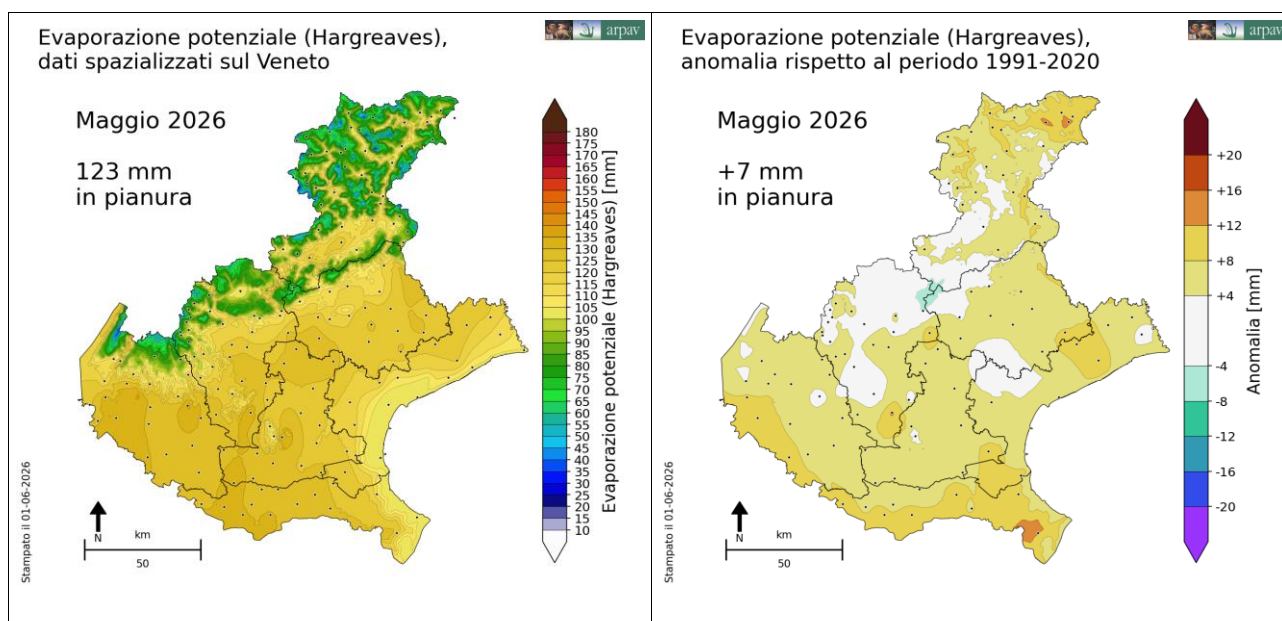 Evaporazione potenziale (Hargreaves),
dati spazializzati sul Veneto
arpav
Maggio 2026
123 mm
in pianura
180
175
170
165
160
155
150
145
140
135
130
125
120
115
110
105
100
95
90
85
80
75
70
65
60
55
50
45
40
35
30
25
20
15
10
Evaporazione potenziale (Hargreaves) [mm]
Stampato il 01-06-2026
N
km
50
Evaporazione potenziale (Hargreaves),
anomalia rispetto al periodo 1991-2020
arpav
Maggio 2026
+7 mm
in pianura
+20
+16
+12
+8
+4
-4
-8
-12
-16
-20
Anomalia [mm]
Stampato il 01-06-2026
N
km
50